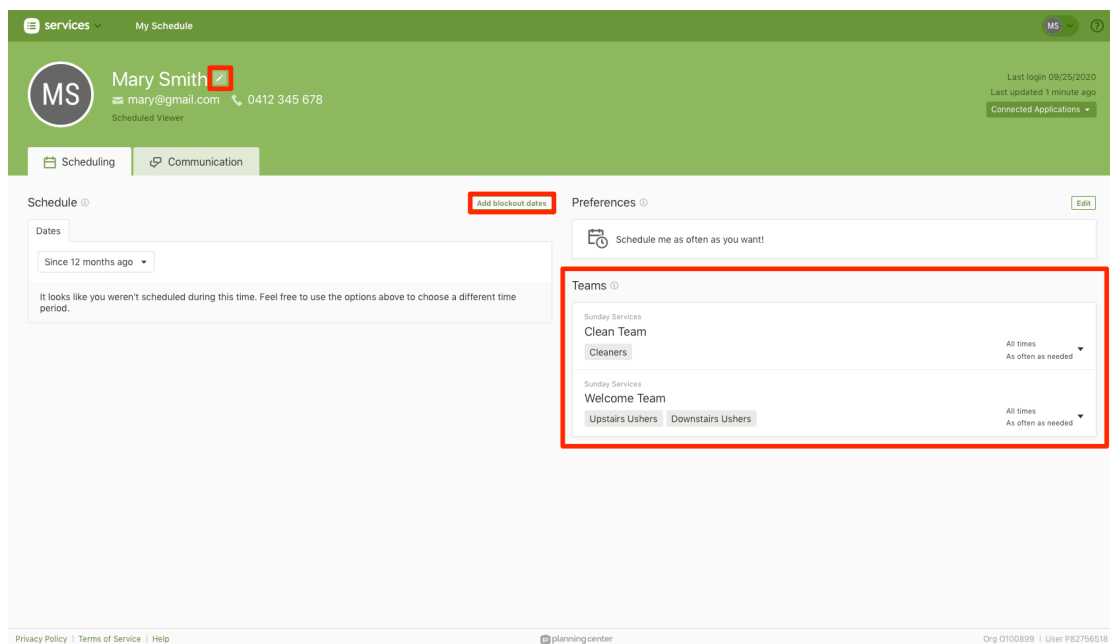 services
My Schedule
MS
MS
Mary Smith
mary@gmail.com 0412 345 678
Scheduled Viewer
Last login 09/25/2020
Last updated 1 minute ago
Connected Applications
Scheduling
Communication
Schedule
Add blockout dates
Dates
Since 12 months ago
It looks like you weren't scheduled during this time. Feel free to use the options above to choose a different time
period.
Preferences
Edit
Schedule me as often as you want!
Teams
Sunday Services
Clean Team
Cleaners
All times
As often as needed
Sunday Services
Welcome Team
Upstairs Ushers Downstairs Ushers
All times
As often as needed
Privacy Policy | Terms of Service | Help
planning center
Org O100899 | User P82756518